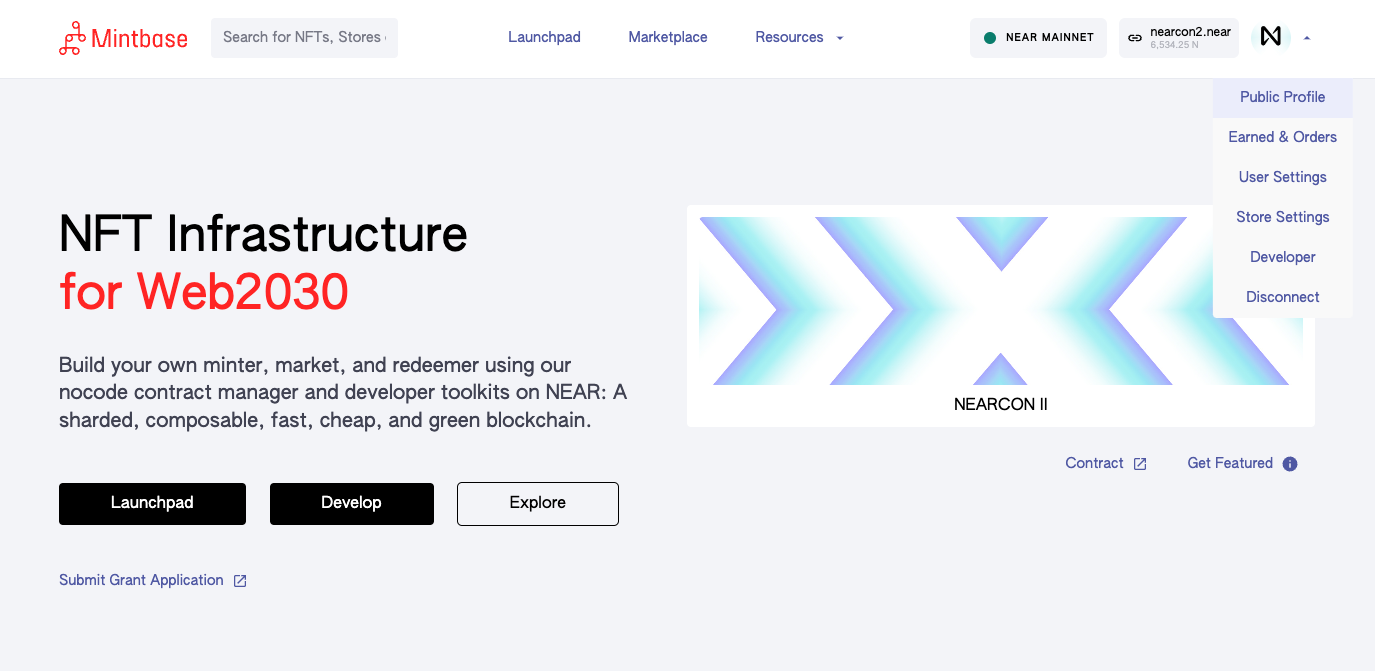 Mintbase
Search for NFTs, Stores
Launchpad
Marketplace
Resources
NEAR MAINNET
nearcon2.near
6,534.25 N
Public Profile
Earned & Orders
User Settings
Store Settings
Developer
Disconnect
NFT Infrastructure
for Web2030
Build your own minter, market, and redeemer using our
nocode contract manager and developer toolkits on NEAR: A
sharded, composable, fast, cheap, and green blockchain.
Launchpad
Develop
Explore
Submit Grant Application
NEARCON II
Contract
Get Featured